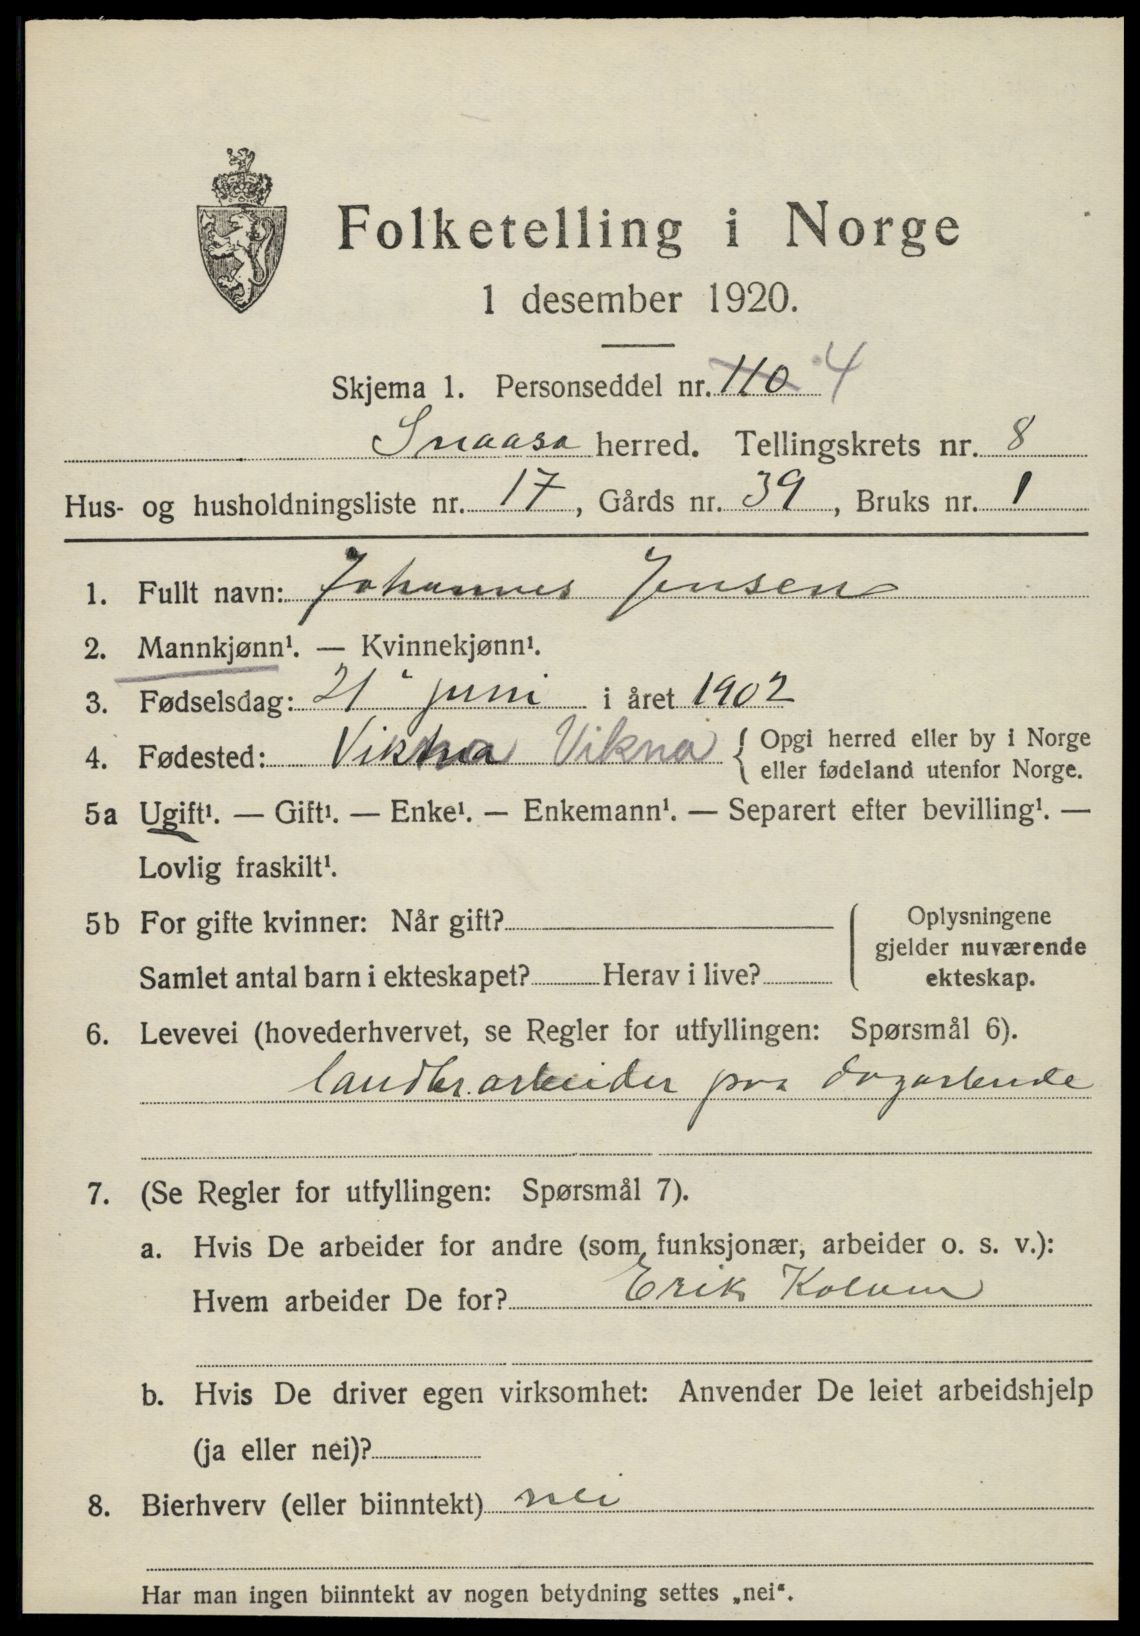 Folketelling i Norge
1 desember 1920.
Skjema 1. Personseddel nr. 110 4
Snaasa herred. Tellingskrets nr. 8
Hus- og husholdningsliste nr. 17, Gårds nr. 39, Bruks nr. 1
1. Fullt navn: Johannes Jensen
2. Mannkjønn¹. — Kvinnekjønn¹.
3. Fødselsdag: 21 juni i året 1902
4. Fødested: Vikna Vikna { Opgi herred eller by i Norge
eller fødeland utenfor Norge.
5a Ugift¹. — Gift¹. — Enke¹. — Enkemann¹. — Separert efter bevilling¹. —
Lovlig fraskilt¹.
5b For gifte kvinner: Når gift?
Samlet antal barn i ekteskapet? Herav i live?
Oplysningene
gjelder nuværende
ekteskap.
6. Levevei (hovederhvervet, se Regler for utfyllingen: Spørsmål 6).
landbr. arbeider paa
7. (Se Regler for utfyllingen: Spørsmål 7).
a. Hvis De arbeider for andre (som funksjonær, arbeider o. s. v.):
Hvem arbeider De for? Erik
b. Hvis De driver egen virksomhet: Anvender De leiet arbeidshjelp
(ja eller nei)?
8. Bierhverv (eller biinntekt) nei
Har man ingen biinntekt av nogen betydning settes „nei“.